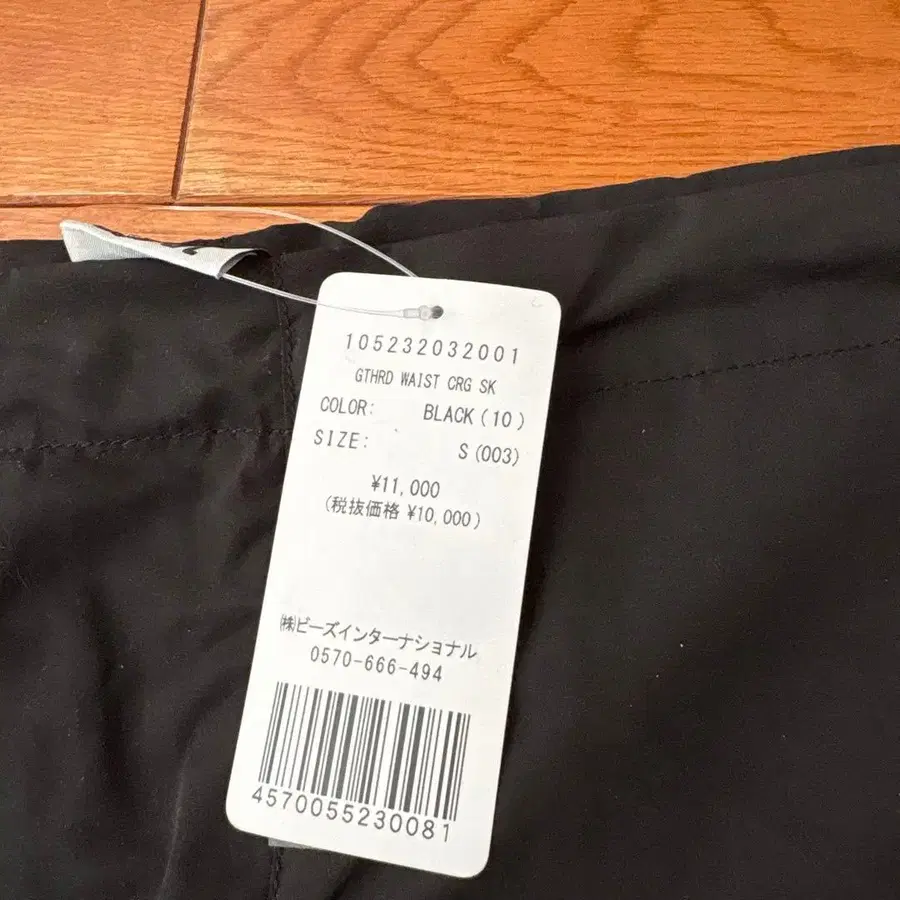 105232032001
GTHRD WAIST CRG SK
COLOR: BLACK(10)
SIZE: S(003)
¥11,000
(税抜価格 ¥10,000)
㈱ビーズインターナショナル
0570-666-494
4570055230081